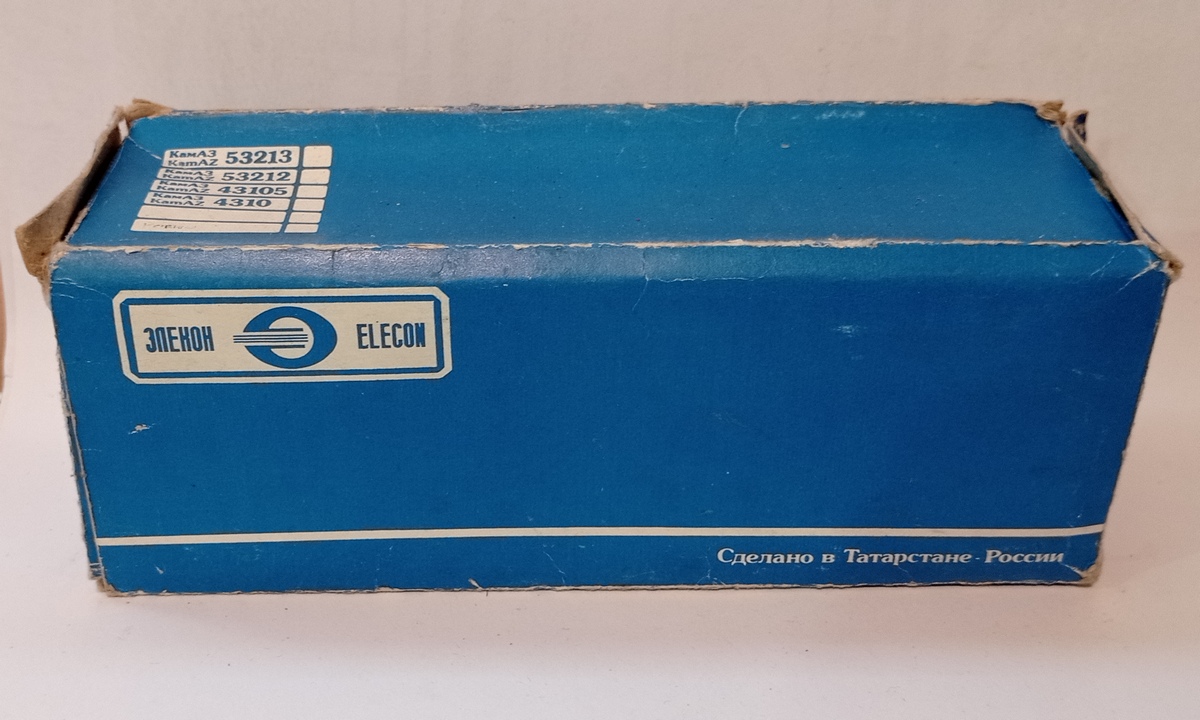 КамАЗ
KamAZ 53213
КамАЗ
KamAZ 53212
КамАЗ
KamAZ 43105
КамАЗ
KamAZ 4310
ЭЛЕКОН ELECON
Сделано в Татарстане-России